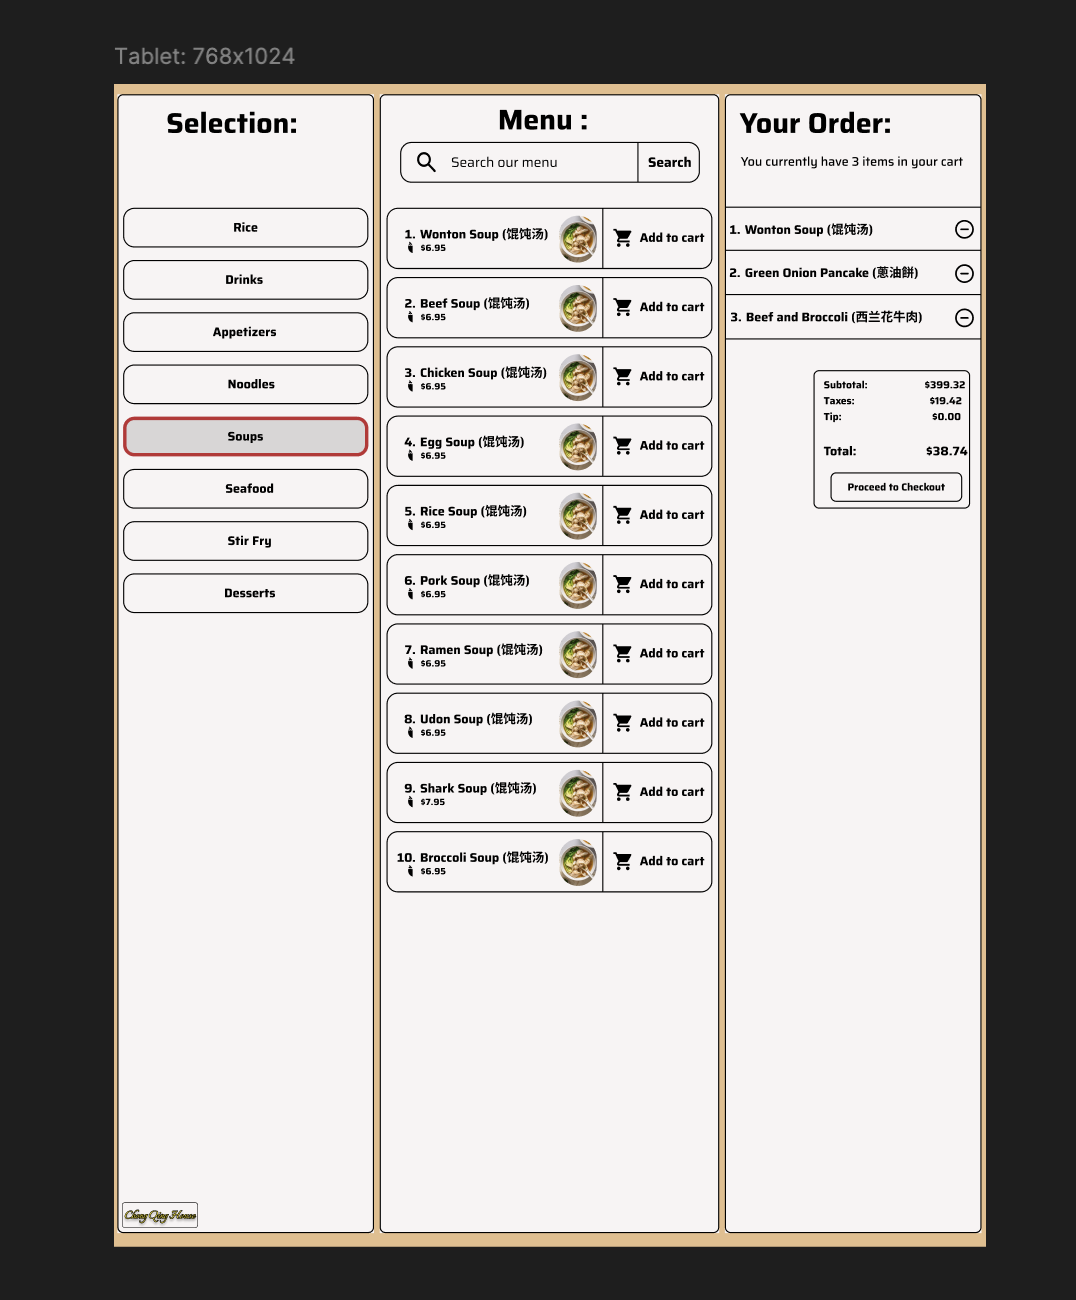 Tablet: 768x1024
Selection:
Rice
Drinks
Appetizers
Noodles
Soups
Seafood
Stir Fry
Desserts
Chong Qing House
Menu :
Search our menu
Search
1. Wonton Soup (馄饨汤)
$6.95
Add to cart
2. Beef Soup (馄饨汤)
$6.95
Add to cart
3. Chicken Soup (馄饨汤)
$6.95
Add to cart
4. Egg Soup (馄饨汤)
$6.95
Add to cart
5. Rice Soup (馄饨汤)
$6.95
Add to cart
6. Pork Soup (馄饨汤)
$6.95
Add to cart
7. Ramen Soup (馄饨汤)
$6.95
Add to cart
8. Udon Soup (馄饨汤)
$6.95
Add to cart
9. Shark Soup (馄饨汤)
$7.95
Add to cart
10. Broccoli Soup (馄饨汤)
$6.95
Add to cart
Your Order:
You currently have 3 items in your cart
1. Wonton Soup (馄饨汤)
2. Green Onion Pancake (蔥油餅)
3. Beef and Broccoli (西兰花牛肉)
Subtotal: $399.32
Taxes: $19.42
Tip: $0.00
Total: $38.74
Proceed to Checkout